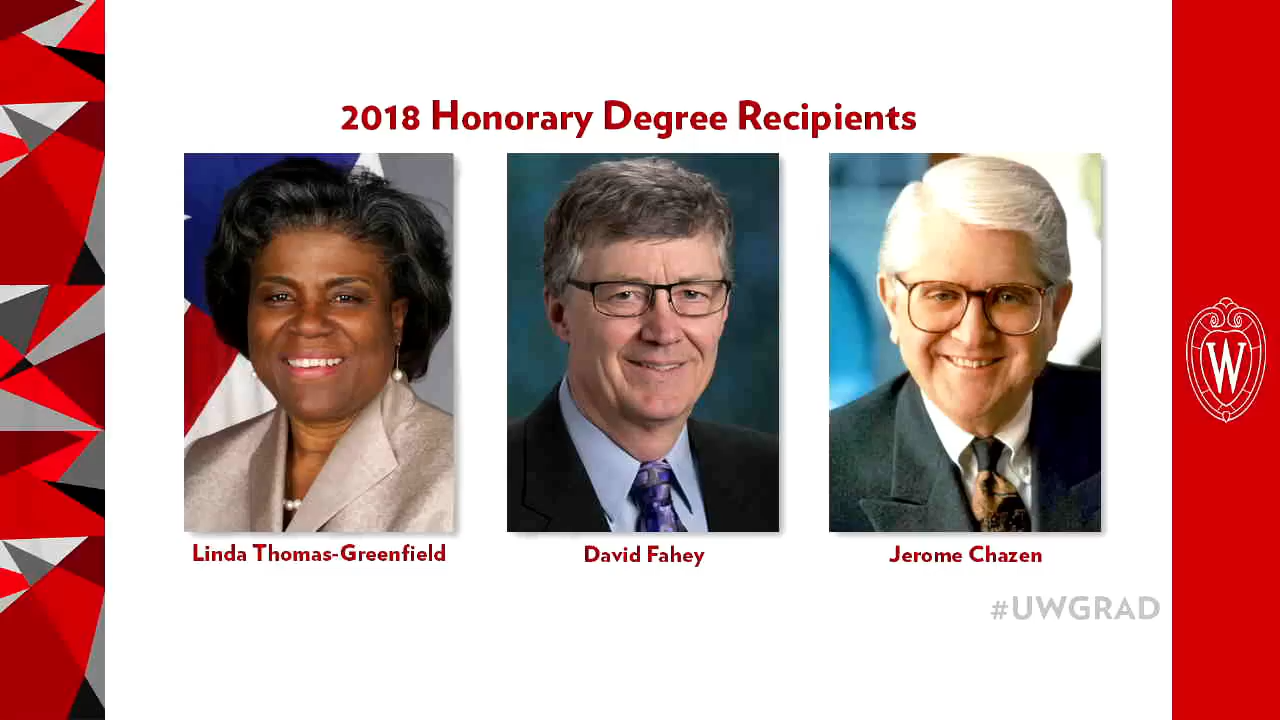 2018 Honorary Degree Recipients
Linda Thomas-Greenfield
David Fahey
Jerome Chazen
#UWGRAD
W